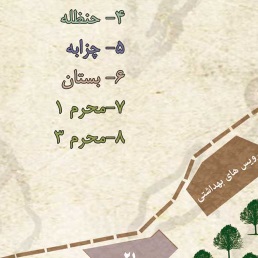 ۴- حنظله
۵- چزابه
۶- بستان
۷-محرم ۱
۸-محرم ۳
ویس های بهداشتی
۲۱